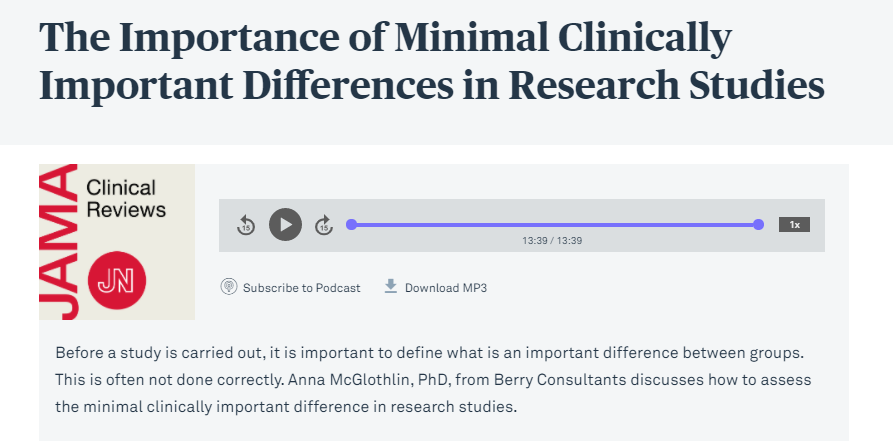 The Importance of Minimal Clinically
Important Differences in Research Studies
JAMA
Clinical
Reviews
JN
15
15
1x
13:39 / 13:39
Subscribe to Podcast
Download MP3
Before a study is carried out, it is important to define what is an important difference between groups.
This is often not done correctly. Anna McGlothlin, PhD, from Berry Consultants discusses how to assess
the minimal clinically important difference in research studies.